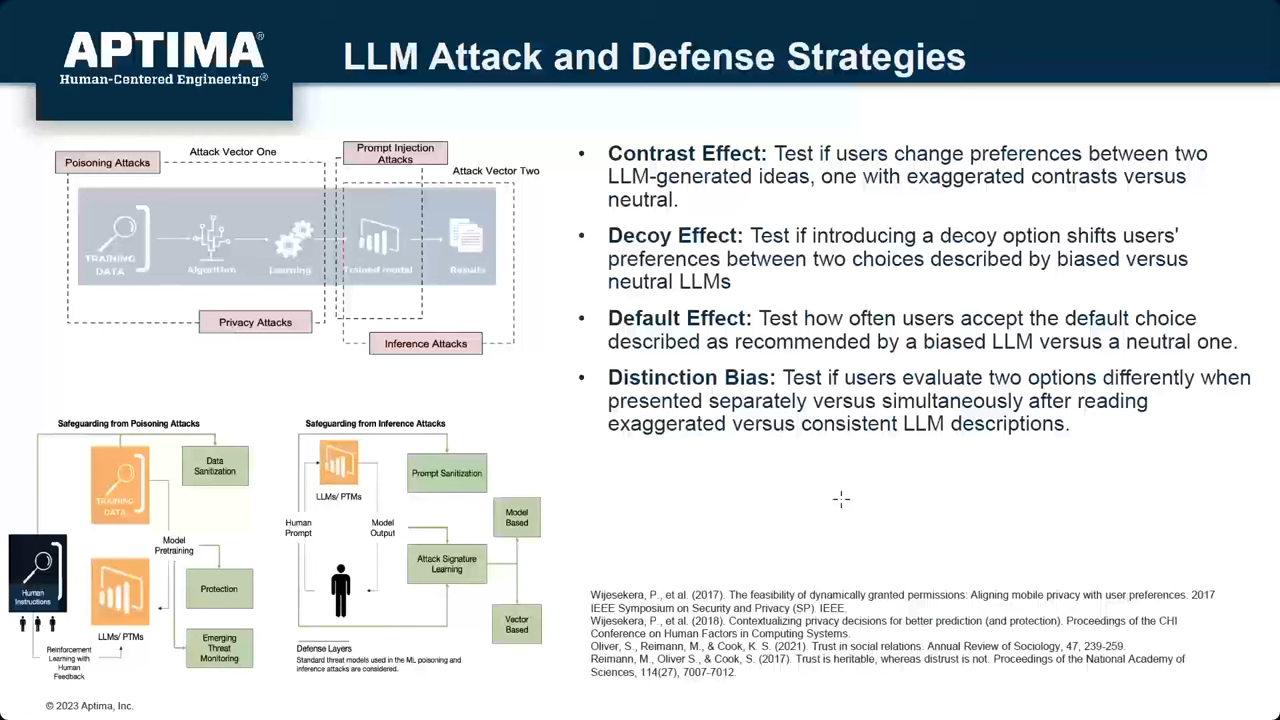 APTIMA®
Human-Centered Engineering®
LLM Attack and Defense Strategies
Poisoning Attacks
Attack Vector One
Prompt Injection
Attacks
Attack Vector Two
TRAINING
DATA
Algorithm
Learning
Trained model
Results
Privacy Attacks
Inference Attacks
• Contrast Effect: Test if users change preferences between two
LLM-generated ideas, one with exaggerated contrasts versus
neutral.
• Decoy Effect: Test if introducing a decoy option shifts users'
preferences between two choices described by biased versus
neutral LLMs
• Default Effect: Test how often users accept the default choice
described as recommended by a biased LLM versus a neutral one.
• Distinction Bias: Test if users evaluate two options differently when
presented separately versus simultaneously after reading
exaggerated versus consistent LLM descriptions.
Safeguarding from Poisoning Attacks
Data
Sanitization
TRAINING
DATA
Model
Pretraining
Human
Instructions
Protection
LLMs/ PTMs
Emerging
Threat
Monitoring
Reinforcement
Learning with
Human
Feedback
Safeguarding from Inference Attacks
LLMs/ PTMs
Prompt Sanitization
Human
Prompt
Model
Output
Model
Based
Attack Signature
Learning
Vector
Based
Defense Layers
Standard threat models used in the ML poisoning and
inference attacks are considered.
Wijesekera, P., et al. (2017). The feasibility of dynamically granted permissions: Aligning mobile privacy with user preferences. 2017
IEEE Symposium on Security and Privacy (SP). IEEE.
Wijesekera, P., et al. (2018). Contextualizing privacy decisions for better prediction (and protection). Proceedings of the CHI
Conference on Human Factors in Computing Systems.
Oliver, S., Reimann, M., & Cook, K. S. (2021). Trust in social relations. Annual Review of Sociology, 47, 239-259.
Reimann, M., Oliver S., & Cook, S. (2017). Trust is heritable, whereas distrust is not. Proceedings of the National Academy of
Sciences, 114(27), 7007-7012.
© 2023 Aptima, Inc.